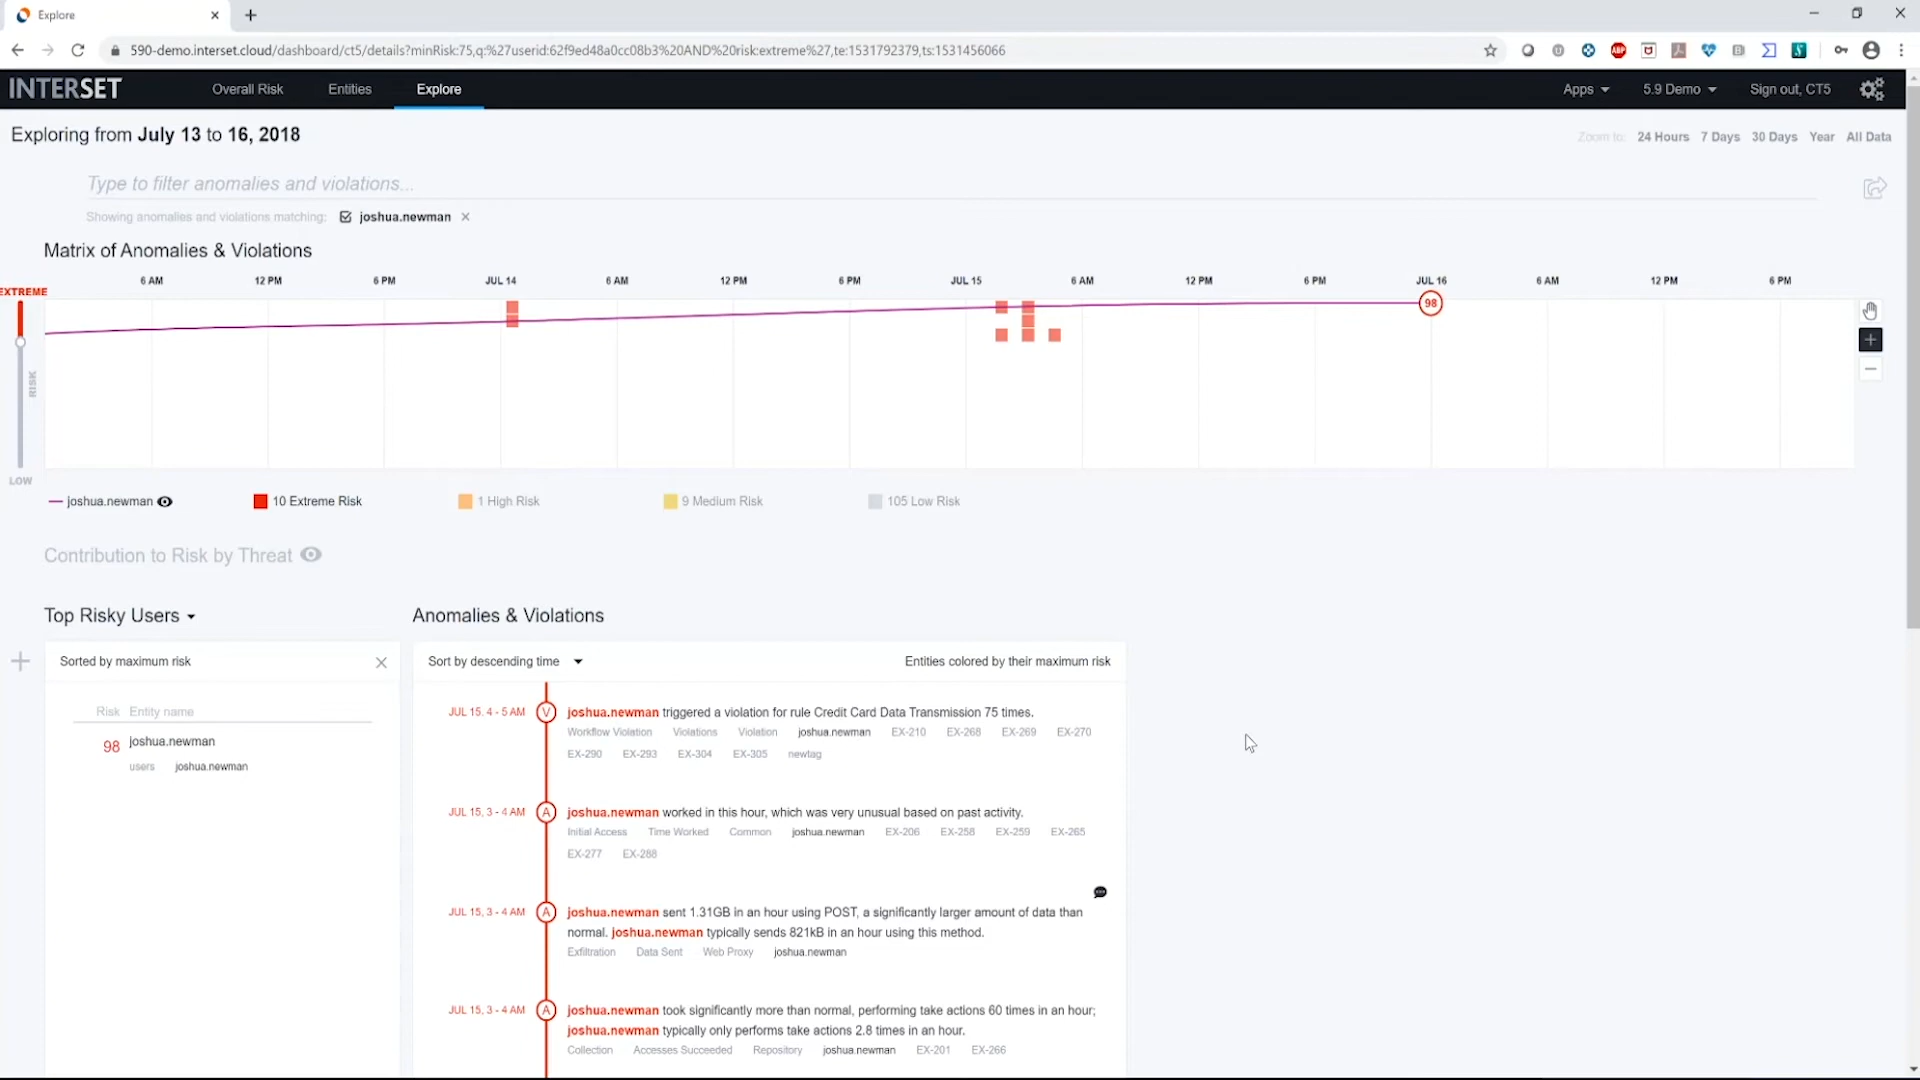 Explore
590-demo.interset.cloud/dashboard/ct5/details?minRisk:75,q:%27userid:62f9ed48a0cc08b3%20AND%20risk:extreme%27,te:1531792379,ts:1531456066
INTERSET Overall Risk Entities Explore Apps 5.9 Demo Sign out, CT5
Exploring from July 13 to 16, 2018
Zoom to: 24 Hours 7 Days 30 Days Year All Data
Type to filter anomalies and violations...
Showing anomalies and violations matching: joshua.newman
Matrix of Anomalies & Violations
6 AM 12 PM 6 PM JUL 14 6 AM 12 PM 6 PM JUL 15 6 AM 12 PM 6 PM JUL 16 6 AM 12 PM 6 PM
EXTREME
98
RISK
LOW
joshua.newman 10 Extreme Risk 1 High Risk 9 Medium Risk 105 Low Risk
Contribution to Risk by Threat
Top Risky Users
Sorted by maximum risk
Risk Entity name
98 joshua.newman
users joshua.newman
Anomalies & Violations
Sort by descending time Entities colored by their maximum risk
JUL 15, 4 - 5 AM V joshua.newman triggered a violation for rule Credit Card Data Transmission 75 times.
Workflow Violation Violations Violation joshua.newman EX-210 EX-268 EX-269 EX-270
EX-290 EX-293 EX-304 EX-305 newtag
JUL 15, 3 - 4 AM A joshua.newman worked in this hour, which was very unusual based on past activity.
Initial Access Time Worked Common joshua.newman EX-206 EX-258 EX-259 EX-265
EX-277 EX-288
JUL 15, 3 - 4 AM A joshua.newman sent 1.31GB in an hour using POST, a significantly larger amount of data than
normal. joshua.newman typically sends 821kB in an hour using this method.
Exfiltration Data Sent Web Proxy joshua.newman
JUL 15, 3 - 4 AM A joshua.newman took significantly more than normal, performing take actions 60 times in an hour;
joshua.newman typically only performs take actions 2.8 times in an hour.
Collection Accesses Succeeded Repository joshua.newman EX-201 EX-266